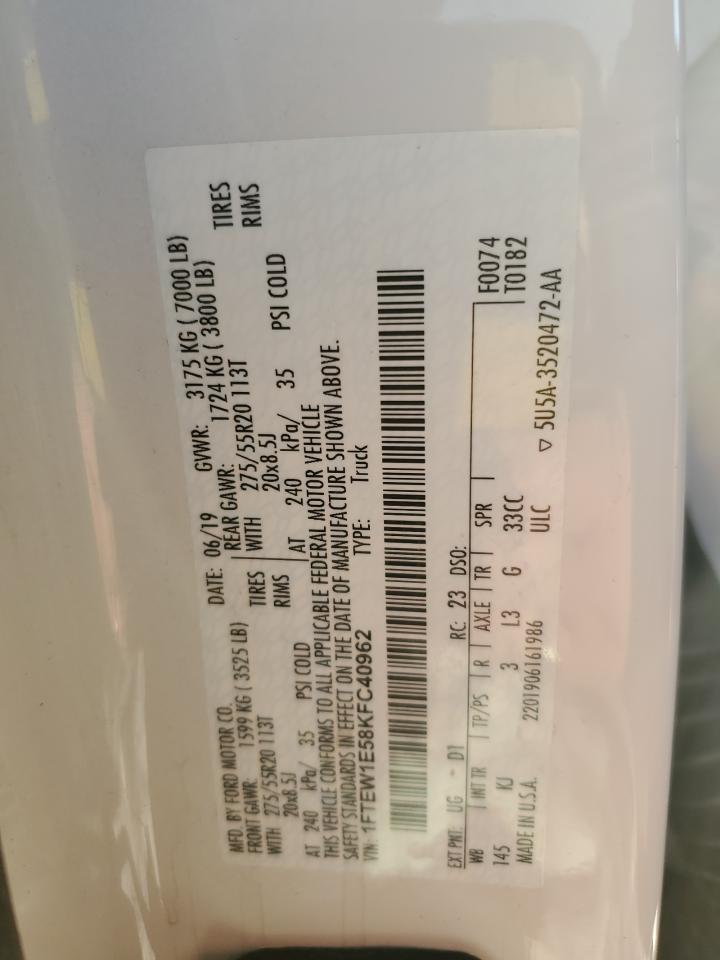 MFD. BY FORD MOTOR CO.
DATE: 06/19 GVWR: 3175 KG ( 7000 LB)
FRONT GAWR: 1599 KG ( 3525 LB) REAR GAWR: 1724 KG ( 3800 LB)
WITH 275/55R20 113T TIRES WITH 275/55R20 113T TIRES
20x8.5J RIMS 20x8.5J RIMS
AT 240 kPa/ 35 PSI COLD AT 240 kPa/ 35 PSI COLD
THIS VEHICLE CONFORMS TO ALL APPLICABLE FEDERAL MOTOR VEHICLE
SAFETY STANDARDS IN EFFECT ON THE DATE OF MANUFACTURE SHOWN ABOVE.
VIN: 1FTEW1E58KFC40962 TYPE: Truck
EXT PNT: UG - D1 RC: 23 DSO:
WB INT TR TP/PS R AXLE TR SPR F0074
145 KJ 3 L3 G 33CC T0182
MADE IN U.S.A. 2201906161986 ULC ▽ 5U5A-3520472-AA